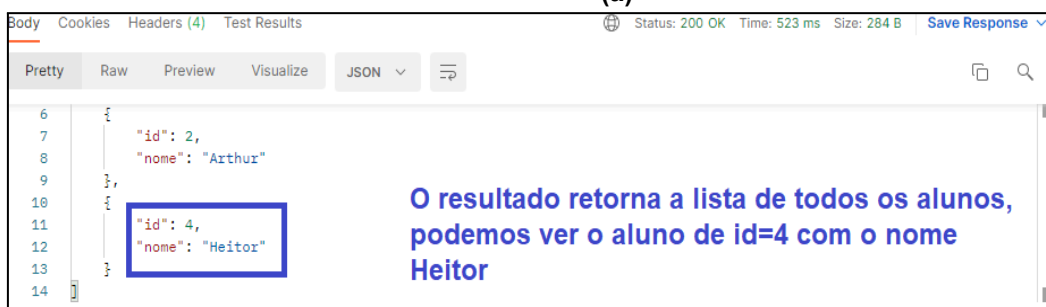 (a)
Body Cookies Headers (4) Test Results Status: 200 OK Time: 523 ms Size: 284 B Save Response
Pretty Raw Preview Visualize JSON
6 {
7 "id": 2,
8 "nome": "Arthur"
9 },
10 {
11 "id": 4,
12 "nome": "Heitor"
13 }
14 ]
O resultado retorna a lista de todos os alunos,
podemos ver o aluno de id=4 com o nome
Heitor